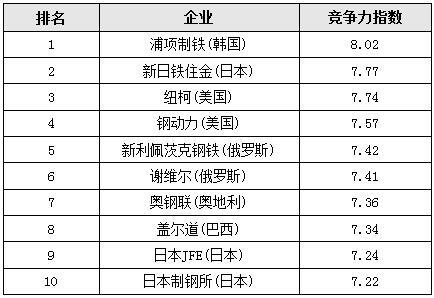 排名 企业 竞争力指数
1 浦项制铁(韩国) 8.02
2 新日铁住金(日本) 7.77
3 纽柯(美国) 7.74
4 钢动力(美国) 7.57
5 新利佩茨克钢铁(俄罗斯) 7.42
6 谢维尔(俄罗斯) 7.41
7 奥钢联(奥地利) 7.36
8 盖尔道(巴西) 7.34
9 日本JFE(日本) 7.24
10 日本制钢所(日本) 7.22